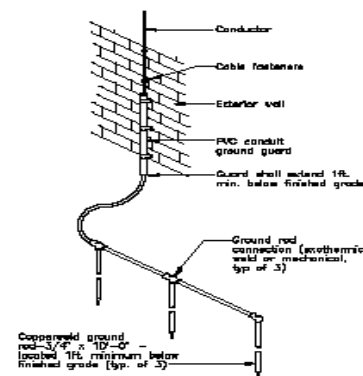 Conductor
Cable fasteners
Exterior wall
PVC conduit
ground guard
Guard shall extend 1ft.
min. below finished grade
Ground rod
connection (exothermic
weld or mechanical,
typ of 3)
Copperweld ground
rod-3/4" x 10'-0" -
located 1ft. minimum below
finished grade (typ. of 3)